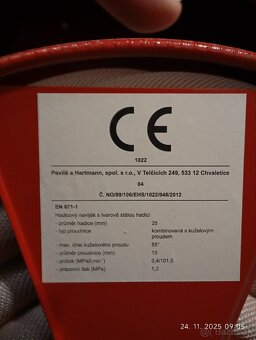 CE
1022
Pavliš a Hartmann, spol. s r.o., V Telčicích 249, 533 12 Chvaletice
04
Č. NO/89/106/EHS/1022/048/2012
EN 671-1
Hadicový naviják s tvarově stálou hadicí
- průměr hadice (mm) 25
- typ proudnice kombinovaná s kuželovým
proudem
- max. úhel kuželového proudu 85°
- průměr proudnice (mm) 10
- průtok (MPa/l.min⁻¹) 0,4/101,5
- pracovní tlak (MPa) 1,2
24. 11. 2025 09:05